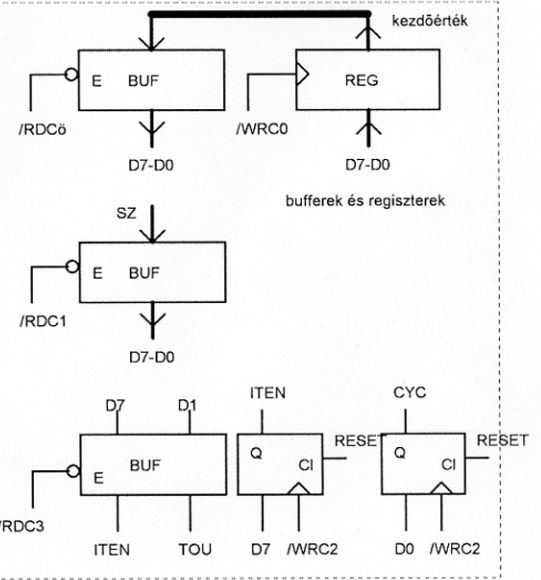 kezdőérték
E BUF
REG
/RDCö
/WRC0
D7-D0
D7-D0
bufferek és regiszterek
SZ
E BUF
/RDC1
D7-D0
ITEN
CYC
D7 D1
RESET
RESET
BUF
Q
Cl
Q
Cl
E
/RDC3
ITEN
TOU
D7
/WRC2
D0
/WRC2